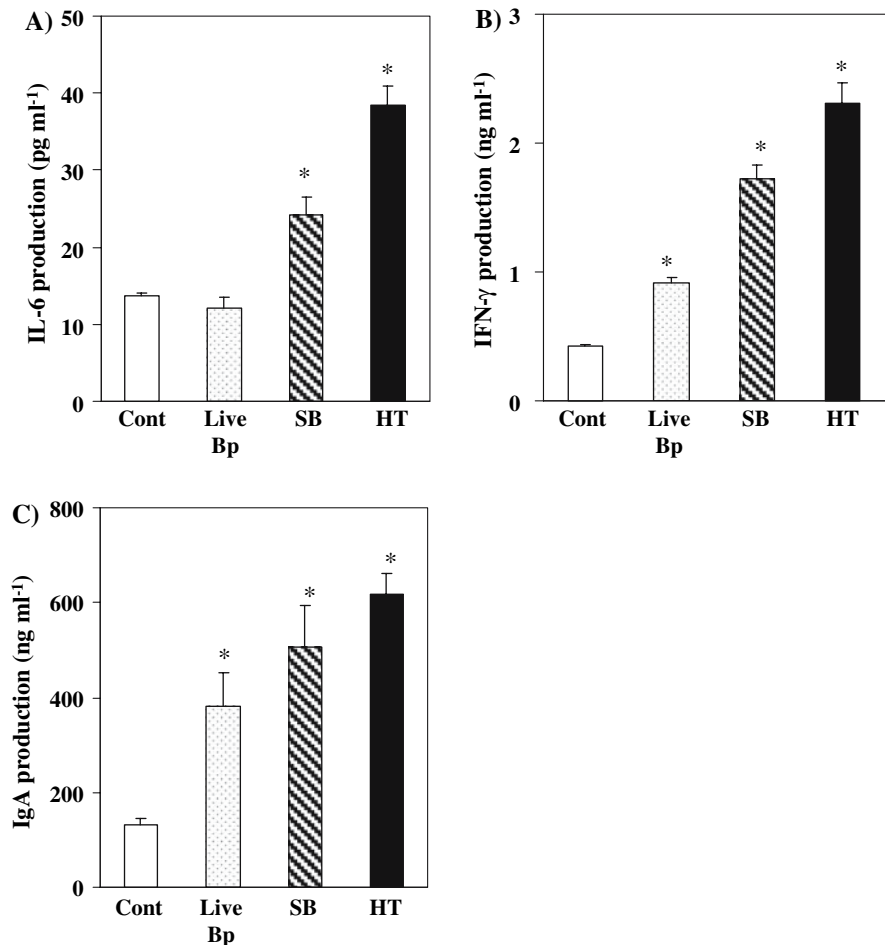 A)
IL-6 production (pg ml-1)
50
40
30
20
10
0
*
*
Cont Live Bp SB HT
B)
IFN-γ production (ng ml-1)
3
2
1
0
*
*
*
Cont Live Bp SB HT
C)
IgA production (ng ml-1)
800
600
400
200
0
*
*
*
Cont Live Bp SB HT